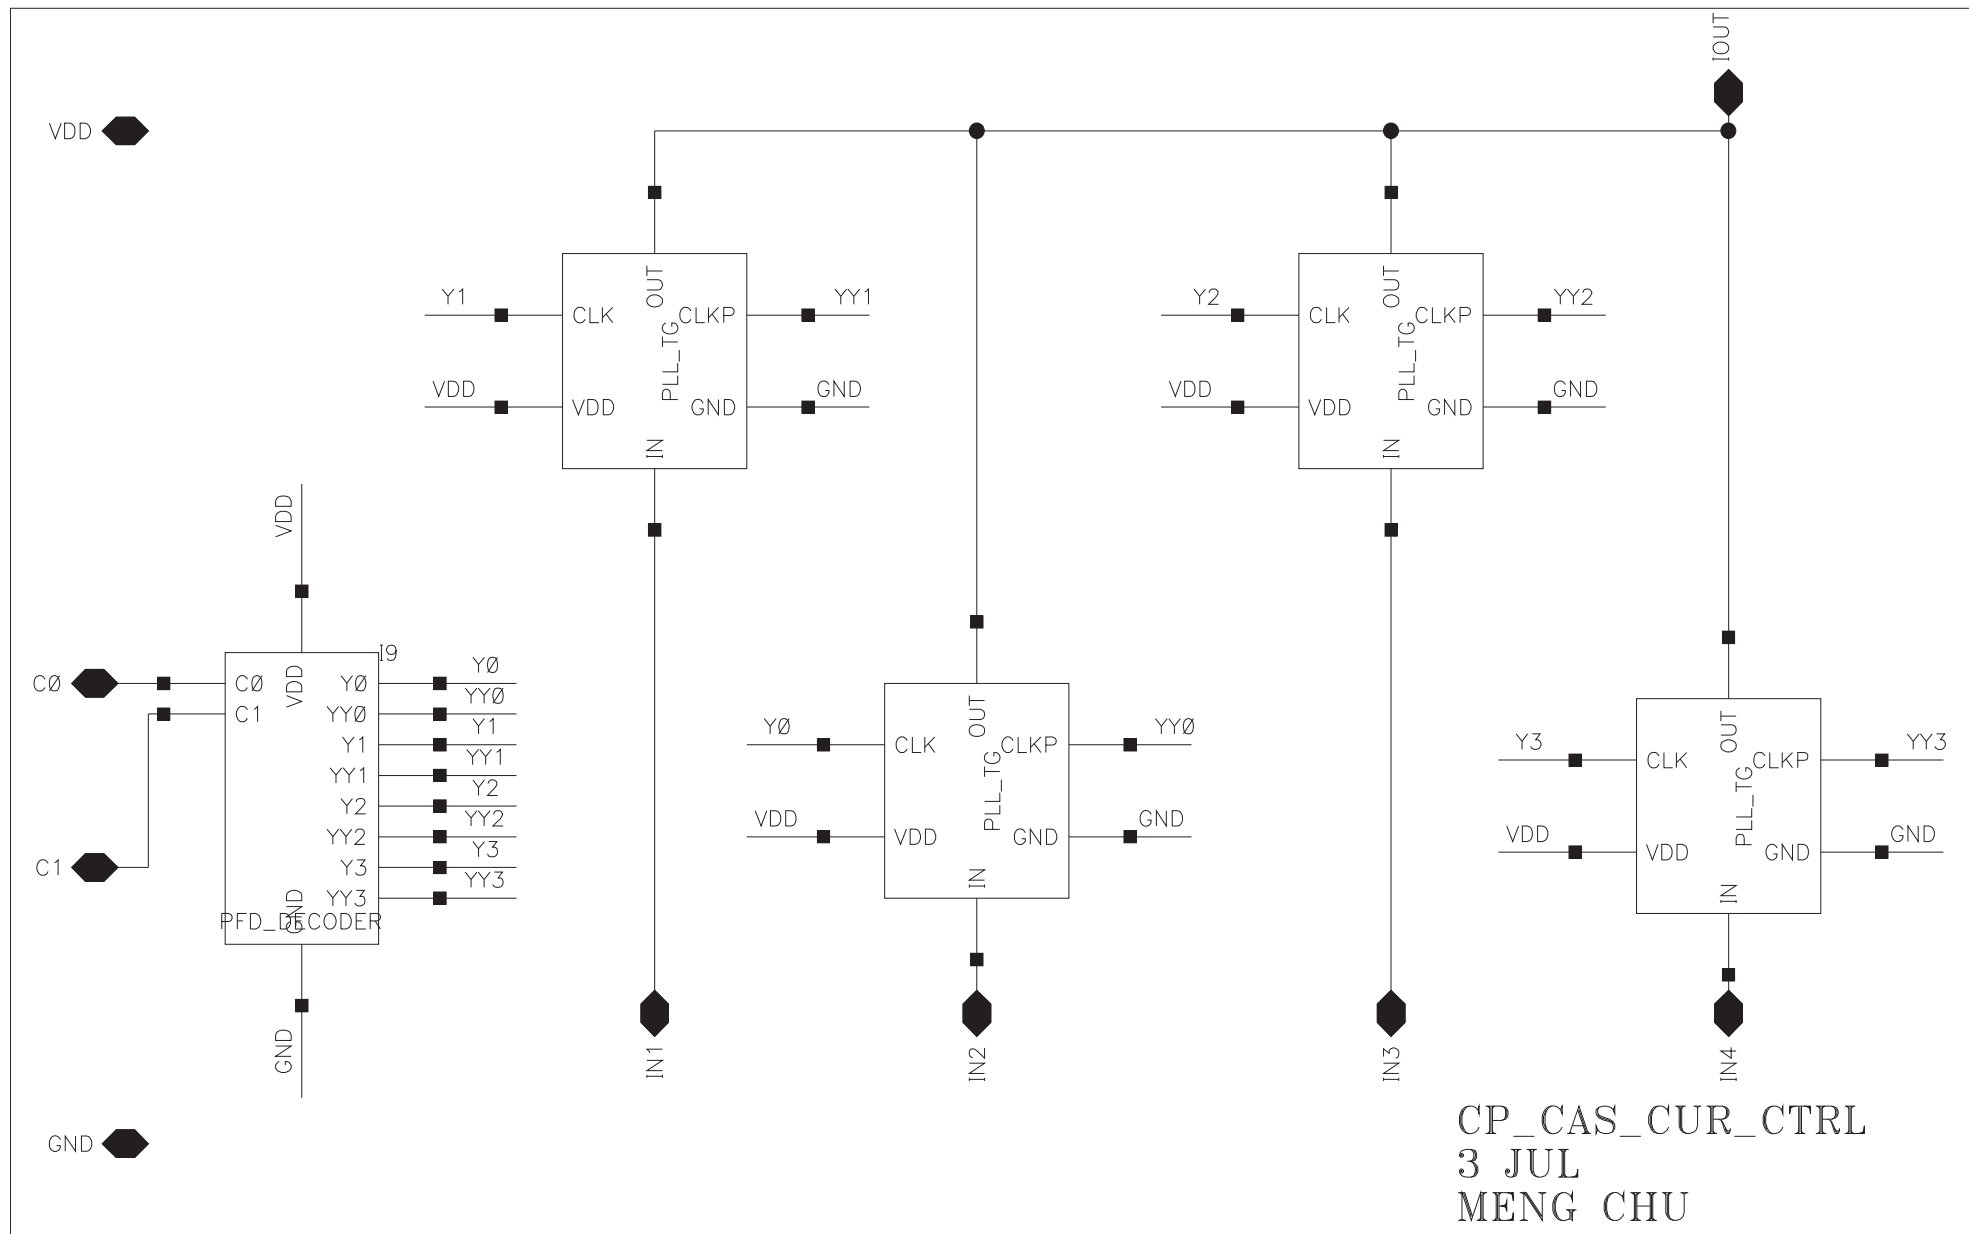 IOUT
VDD
OUT
OUT
Y1
CLK
CLKP
YY1
Y2
CLK
CLKP
YY2
PLL_TG
PLL_TG
VDD
VDD
GND
GND
VDD
VDD
GND
GND
IN
IN
VDD
I9
CØ
CØ
VDD
YØ
YØ
C1
YYØ
YYØ
Y1
Y1
YY1
YY1
Y2
Y2
YY2
YY2
Y3
Y3
YY3
YY3
C1
GND
PFD_DECODER
GND
OUT
YØ
CLK
CLKP
YYØ
PLL_TG
VDD
VDD
GND
GND
IN
OUT
Y3
CLK
CLKP
YY3
PLL_TG
VDD
VDD
GND
GND
IN
IN1
IN2
IN3
IN4
GND
CP_CAS_CUR_CTRL
3 JUL
MENG CHU